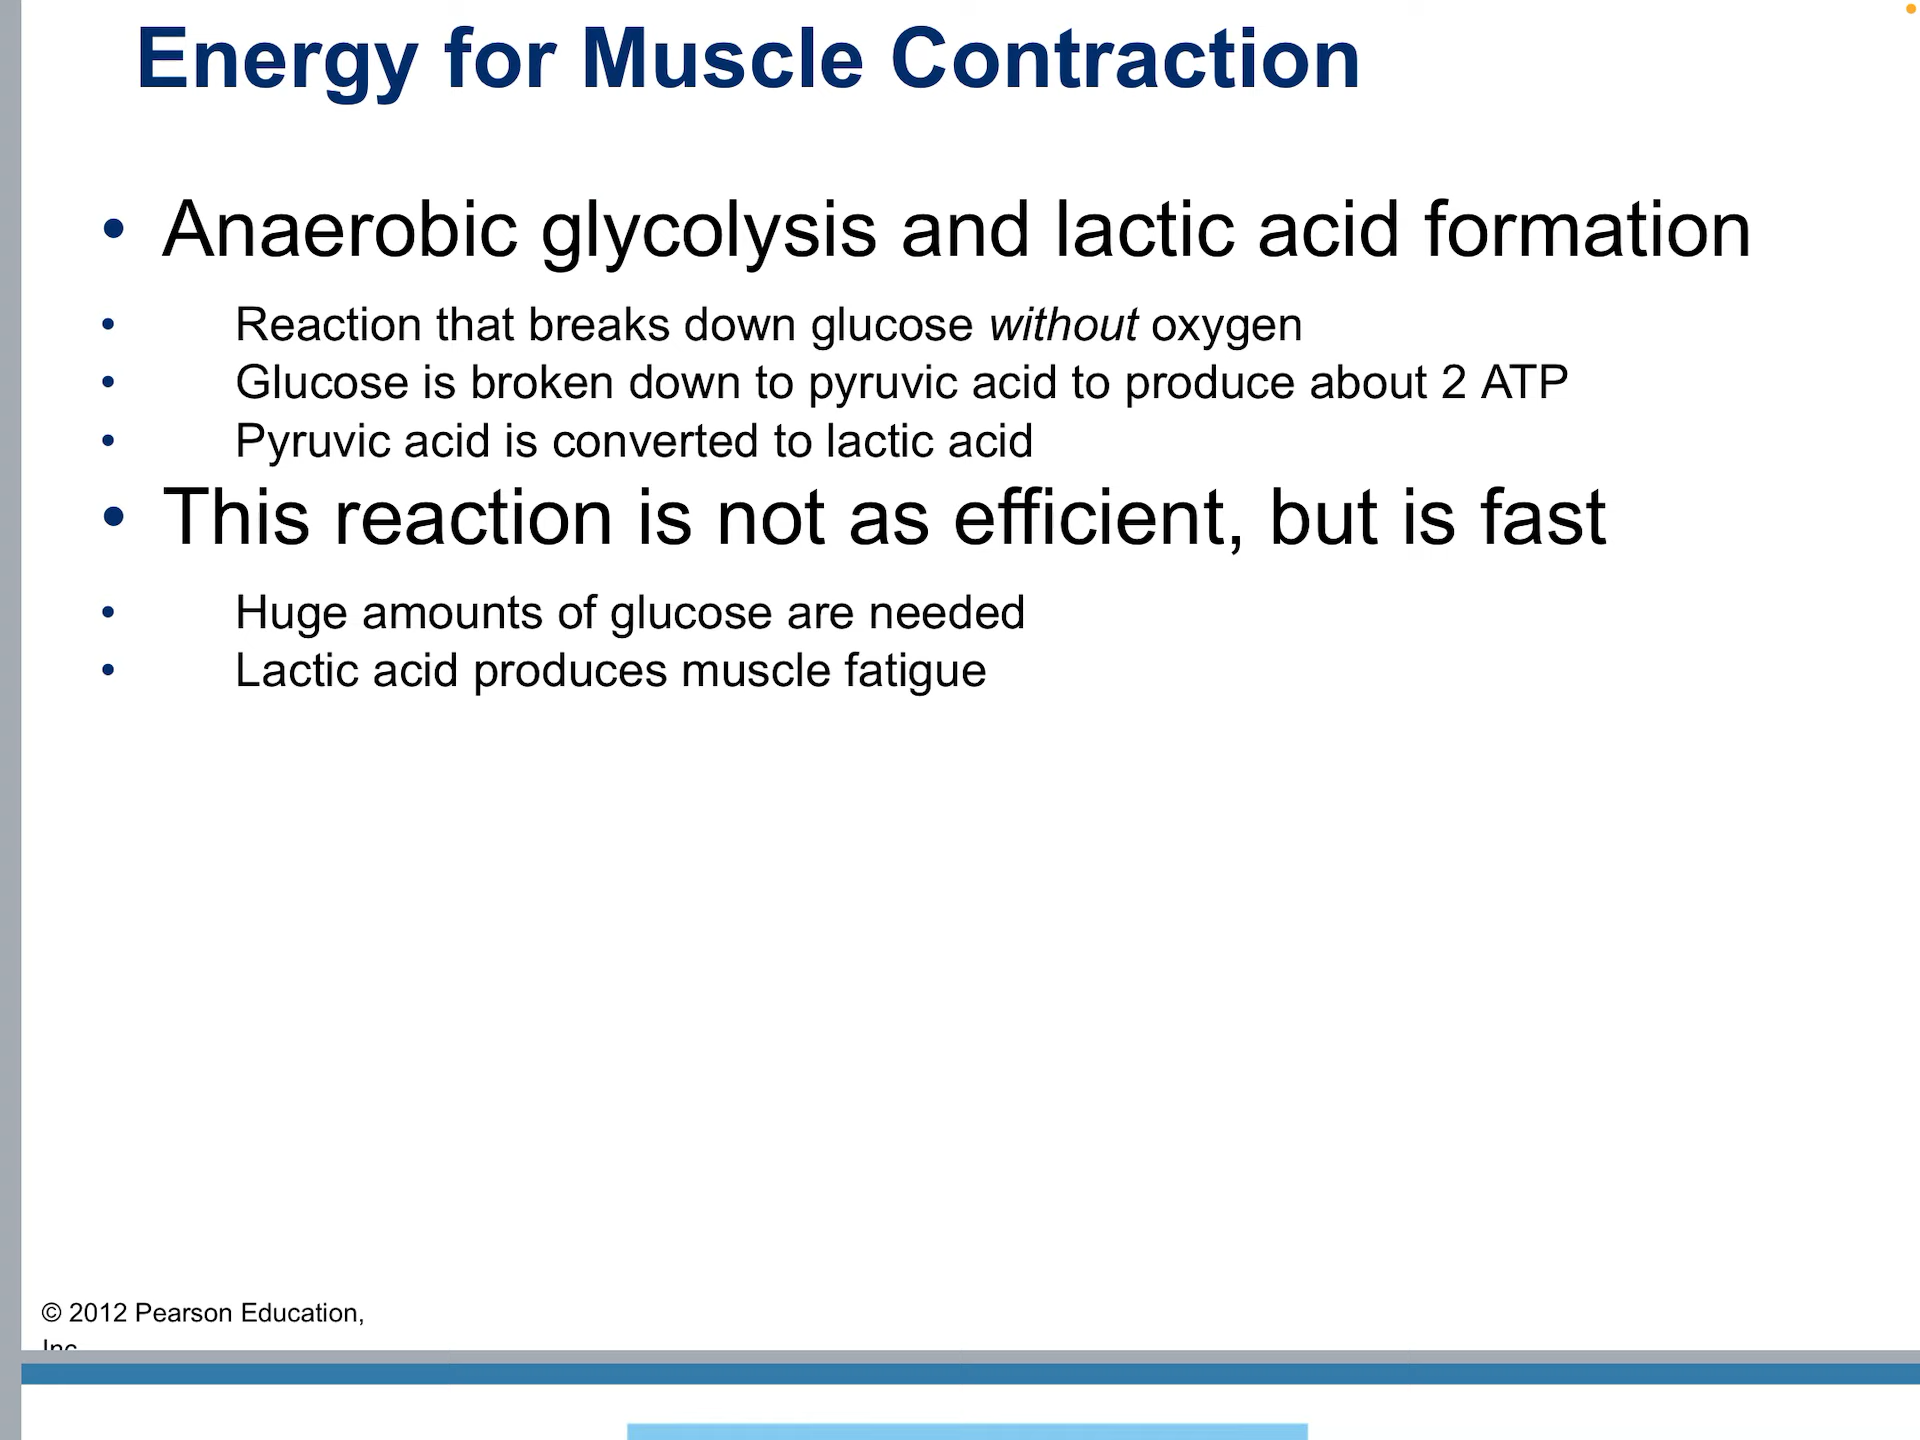 Energy for Muscle Contraction
• Anaerobic glycolysis and lactic acid formation
• Reaction that breaks down glucose without oxygen
• Glucose is broken down to pyruvic acid to produce about 2 ATP
• Pyruvic acid is converted to lactic acid
• This reaction is not as efficient, but is fast
• Huge amounts of glucose are needed
• Lactic acid produces muscle fatigue
© 2012 Pearson Education,
Inc